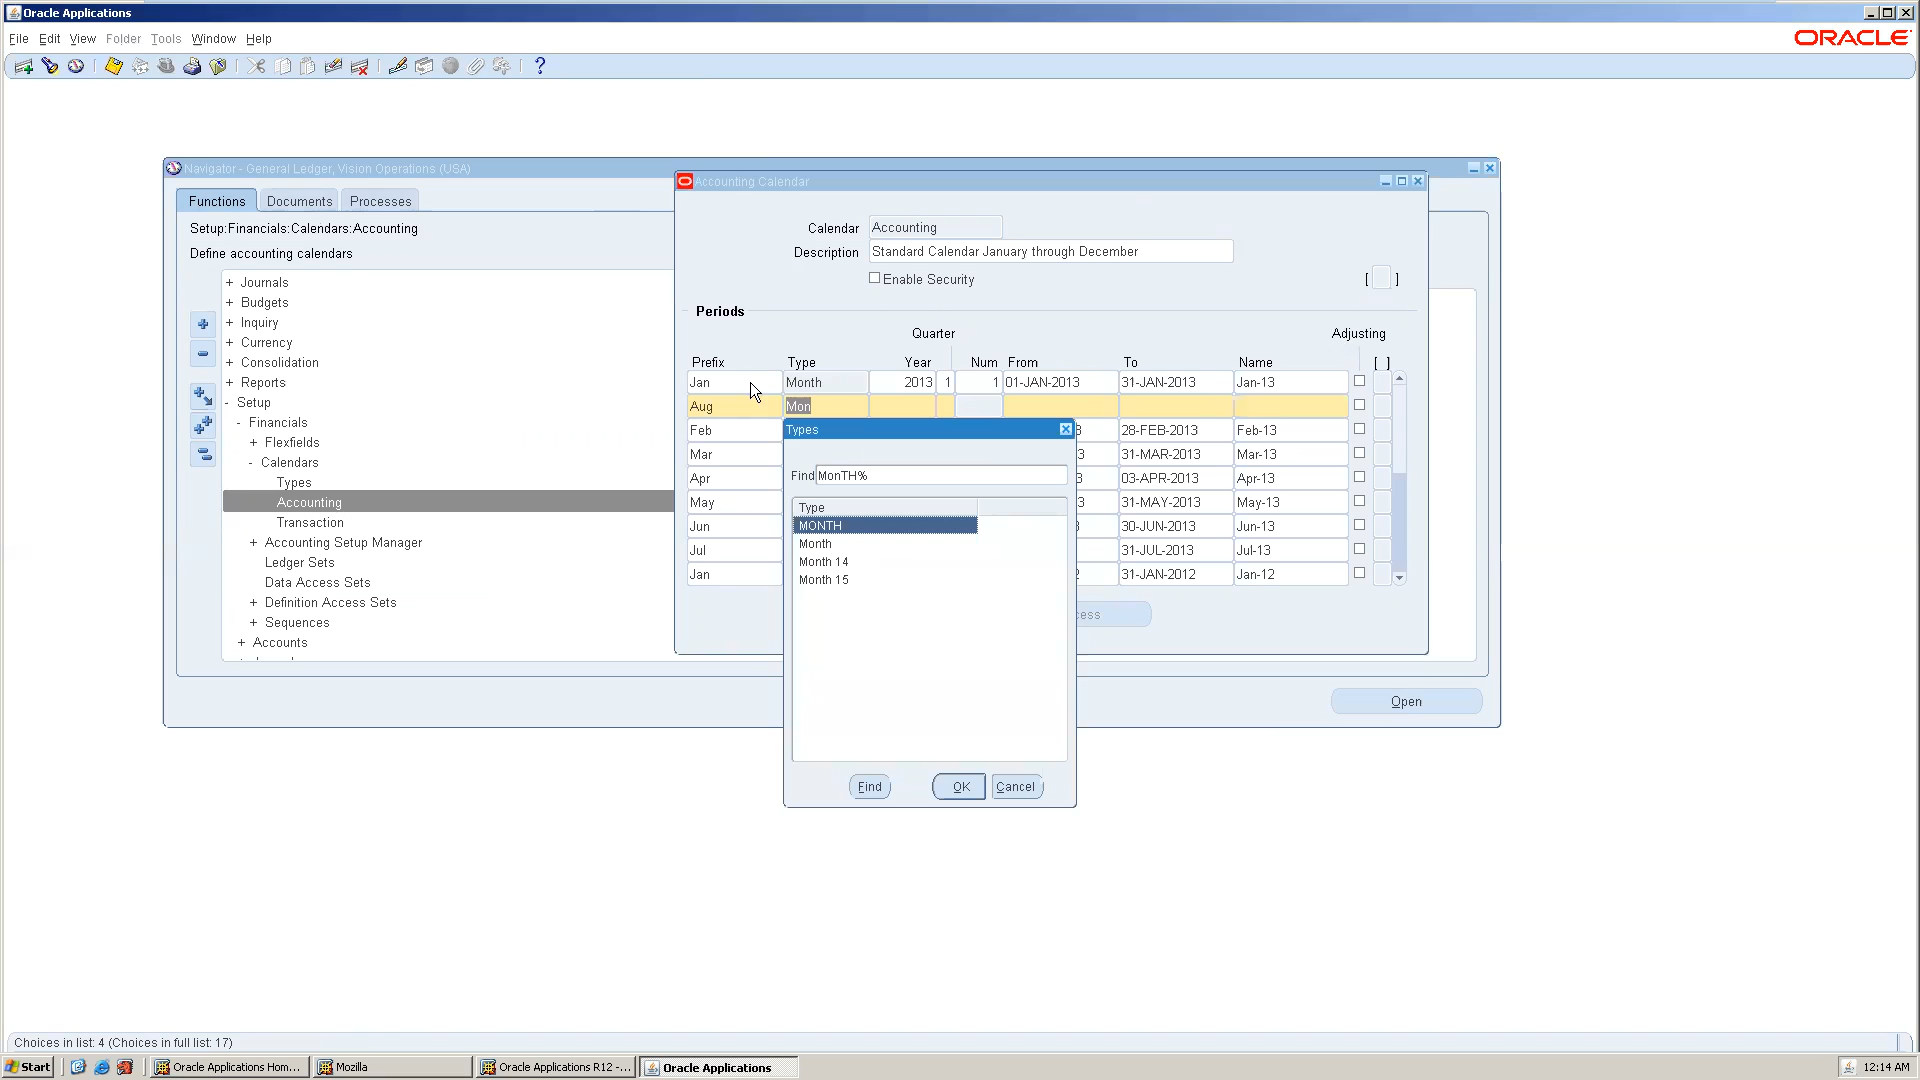 Oracle Applications
File Edit View Folder Tools Window Help
ORACLE
Navigator - General Ledger, Vision Operations (USA)
Functions Documents Processes
Setup:Financials:Calendars:Accounting
Define accounting calendars
+ Journals
+ Budgets
+ Inquiry
+ Currency
+ Consolidation
+ Reports
- Setup
- Financials
+ Flexfields
- Calendars
Types
Accounting
Transaction
+ Accounting Setup Manager
Ledger Sets
Data Access Sets
+ Definition Access Sets
+ Sequences
+ Accounts
Open
Accounting Calendar
Calendar Accounting
Description Standard Calendar January through December
Enable Security
[ ]
Periods
Quarter Adjusting
Prefix Type Year Num From To Name [ ]
Jan Month 2013 1 1 01-JAN-2013 31-JAN-2013 Jan-13
Aug Mon
Feb 3 28-FEB-2013 Feb-13
Mar 3 31-MAR-2013 Mar-13
Apr 3 03-APR-2013 Apr-13
May 3 31-MAY-2013 May-13
Jun 3 30-JUN-2013 Jun-13
Jul 3 31-JUL-2013 Jul-13
Jan 2 31-JAN-2012 Jan-12
Types
Find MonTH%
Type
MONTH
Month
Month 14
Month 15
Find OK Cancel
Choices in list: 4 (Choices in full list: 17)
Start Oracle Applications Hom... Mozilla Oracle Applications R12 -... Oracle Applications 12:14 AM